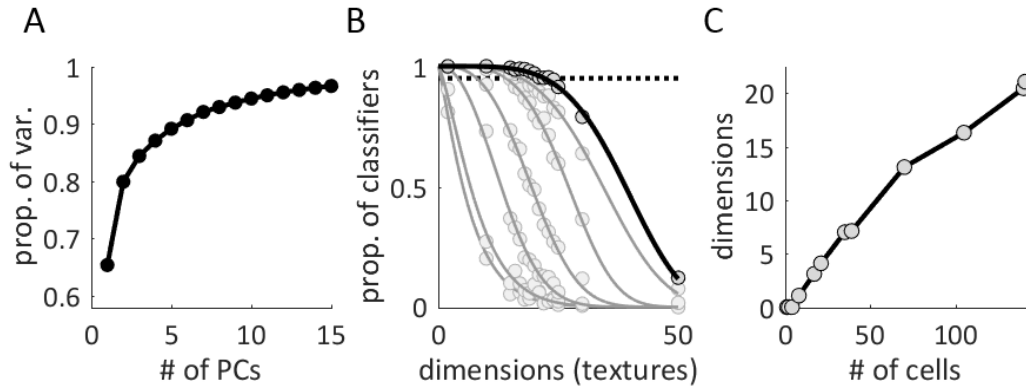 A
B
C
1
0.9
0.8
0.7
0.6
prop. of var.
0
5
10
15
# of PCs
1
0.5
0
prop. of classifiers
0
50
dimensions (textures)
20
15
10
5
0
dimensions
0
50
100
# of cells